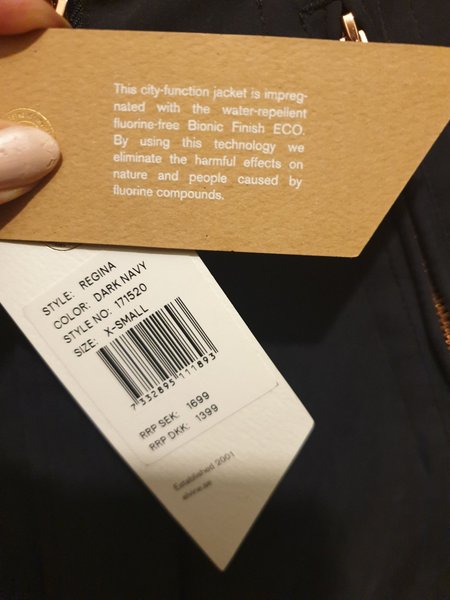 This city-function jacket is impreg-
nated with the water-repellent
fluorine-free Bionic Finish ECO.
By using this technology we
eliminate the harmful effects on
nature and people caused by
fluorine compounds.
STYLE: REGINA
COLOR: DARK NAVY
STYLE NO: 171520
SIZE: X-SMALL
7 332895 111893
RRP SEK: 1699
RRP DKK: 1399
Established 2001
elvine.se